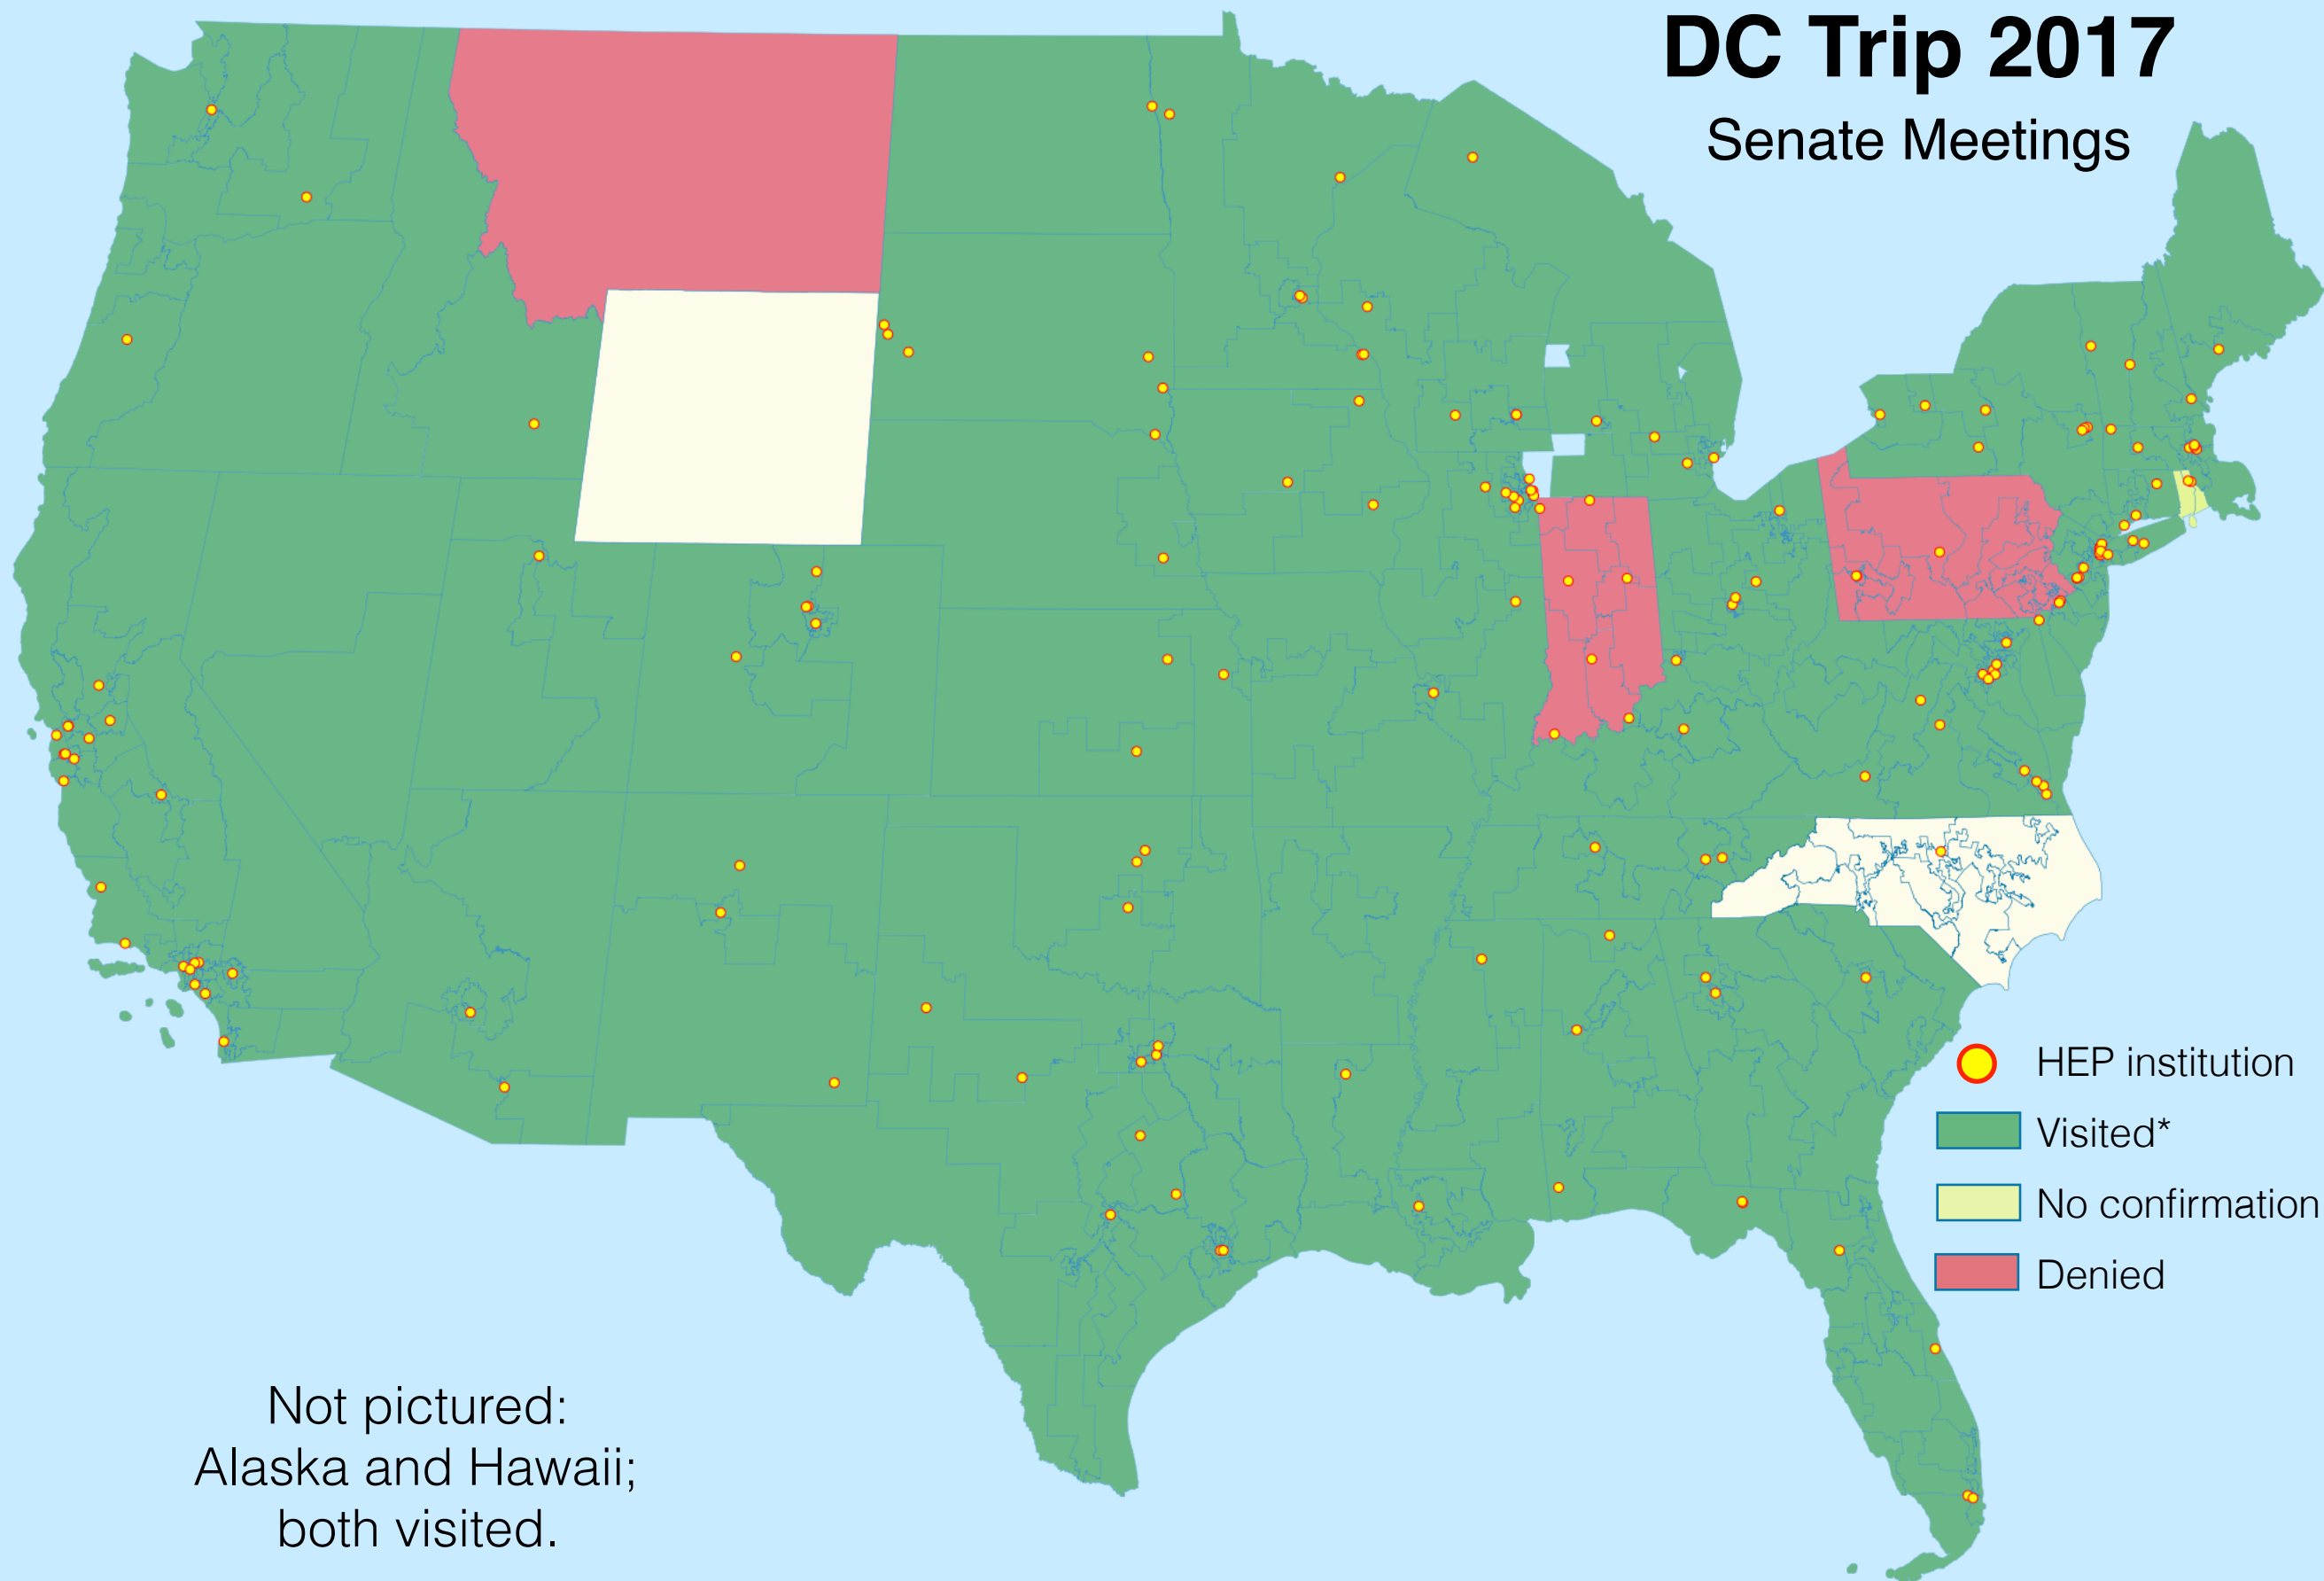 DC Trip 2017
Senate Meetings
HEP institution
Visited*
No confirmation
Denied
Not pictured:
Alaska and Hawaii;
both visited.